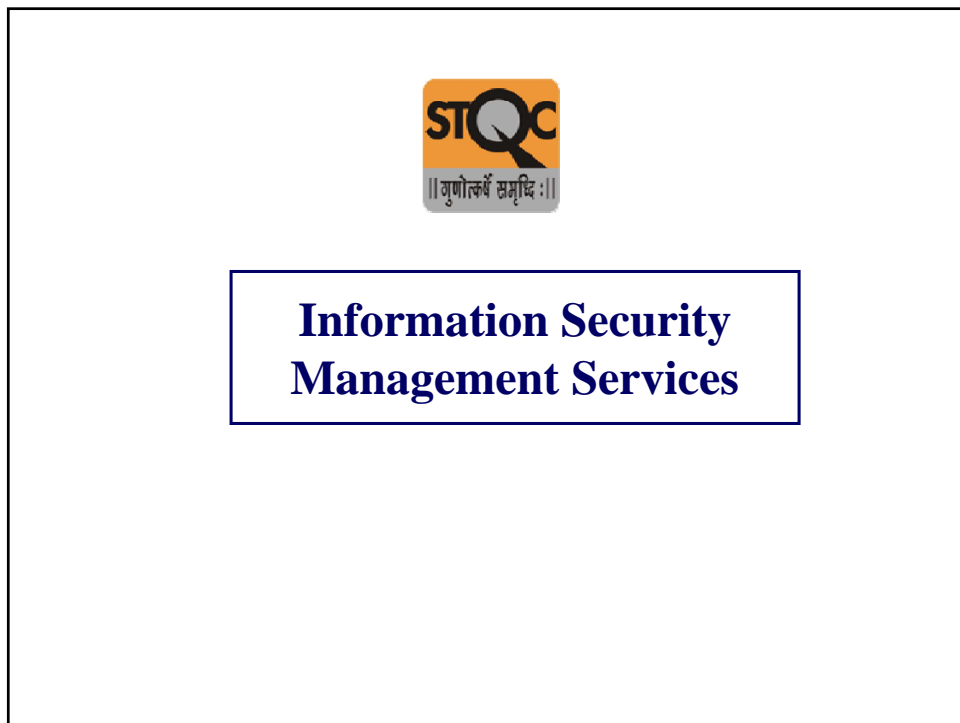 STQC
||गुणोत्कर्षे समृध्दि :||
Information Security
Management Services